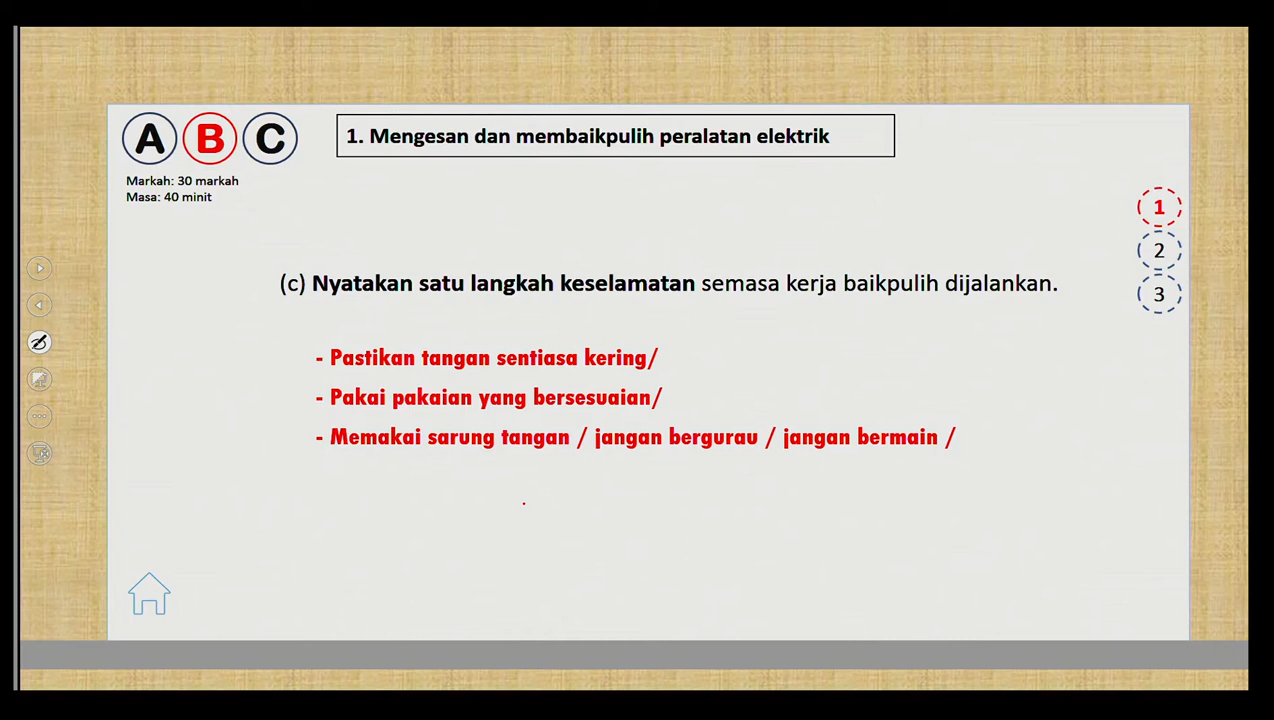 A B C
1. Mengesan dan membaikpulih peralatan elektrik
Markah: 30 markah
Masa: 40 minit
1
2
3
(c) Nyatakan satu langkah keselamatan semasa kerja baikpulih dijalankan.
- Pastikan tangan sentiasa kering/
- Pakai pakaian yang bersesuaian/
- Memakai sarung tangan / jangan bergurau / jangan bermain /